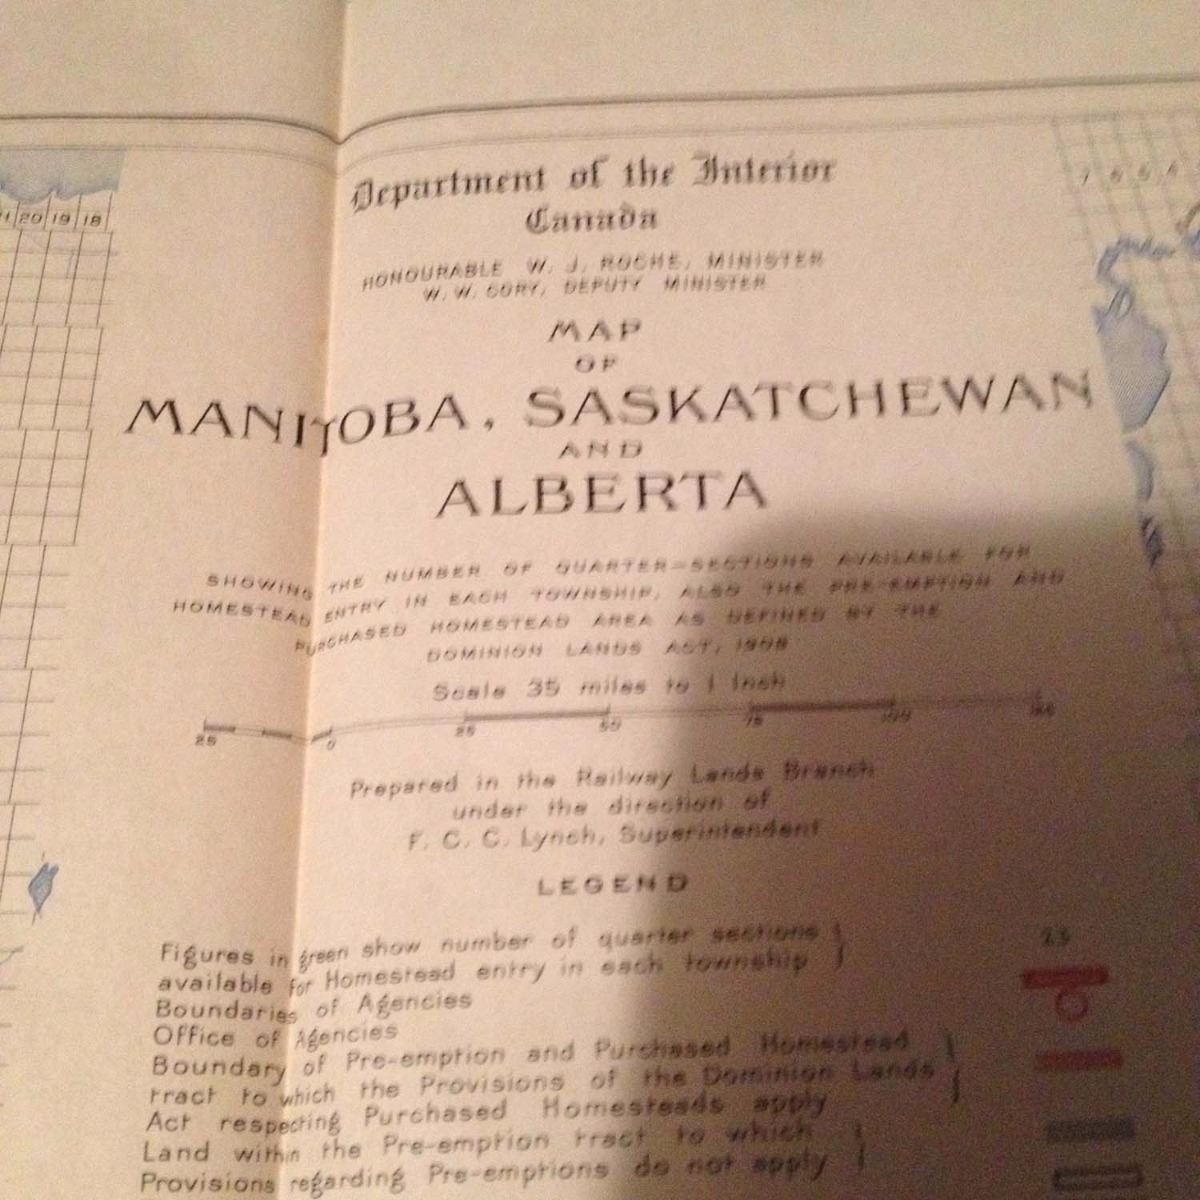 Department of the Interior
Canada
HONOURABLE W. J. ROCHE, MINISTER
W. W. CORY, DEPUTY MINISTER
MAP
OF
MANITOBA, SASKATCHEWAN
AND
ALBERTA
SHOWING THE NUMBER OF QUARTER-SECTIONS AVAILABLE FOR
HOMESTEAD ENTRY IN EACH TOWNSHIP, ALSO THE PRE-EMPTION AND
PURCHASED HOMESTEAD AREA AS DEFINED BY THE
DOMINION LANDS ACT, 1908
Scale 35 miles to 1 Inch
25 0 25 50 75 100
Prepared in the Railway Lands Branch
under the direction of
F. C. C. Lynch, Superintendent
LEGEND
Figures in green show number of quarter sections
available for Homestead entry in each township
Boundaries of Agencies
Office of Agencies
Boundary of Pre-emption and Purchased Homestead
tract to which the Provisions of the Dominion Lands
Act respecting Purchased Homesteads apply
Land within the Pre-emption tract to which
Provisions regarding Pre-emptions do not apply
20 19 18